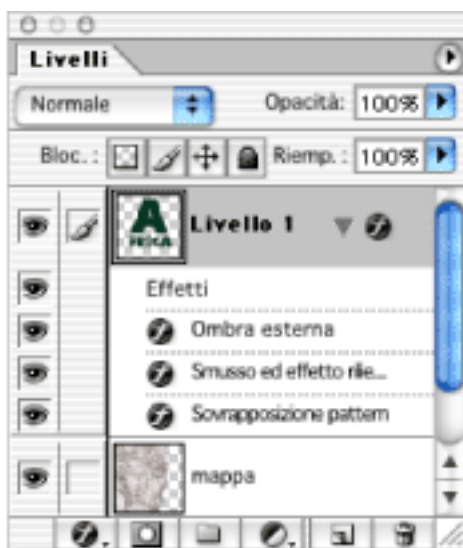 Livelli
Normale Opacità: 100%
Bloc.: Riemp.: 100%
A
Livello 1
Effetti
Ombra esterna
Smusso ed effetto rilie...
Sovrapposizione pattern
mappa